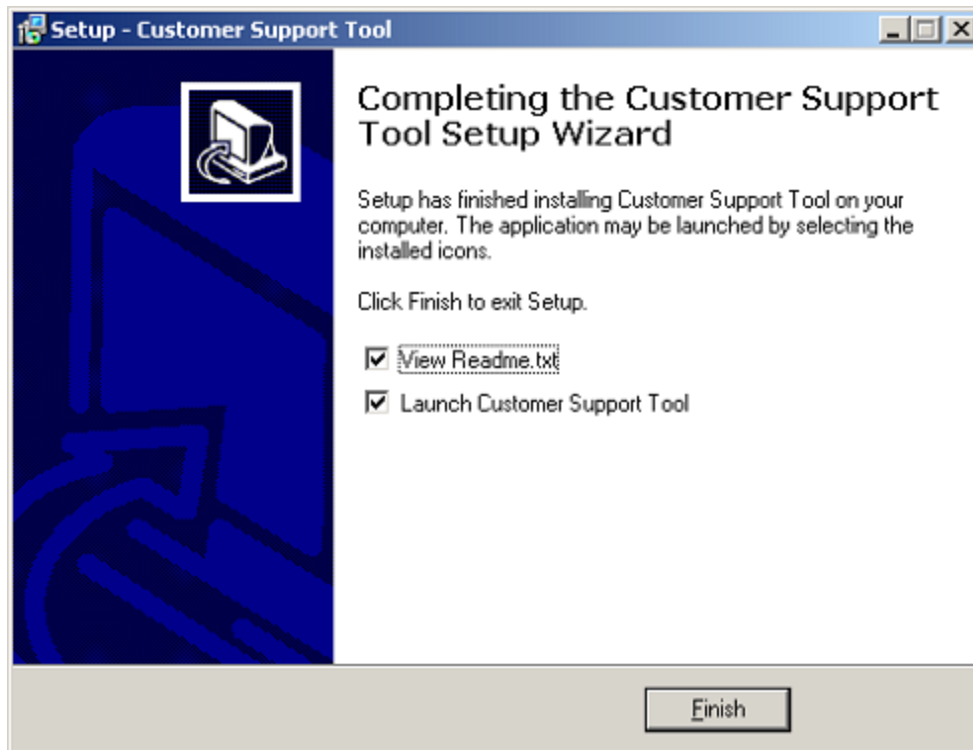 Setup - Customer Support Tool
Completing the Customer Support
Tool Setup Wizard
Setup has finished installing Customer Support Tool on your
computer. The application may be launched by selecting the
installed icons.
Click Finish to exit Setup.
View Readme.txt
Launch Customer Support Tool
Finish